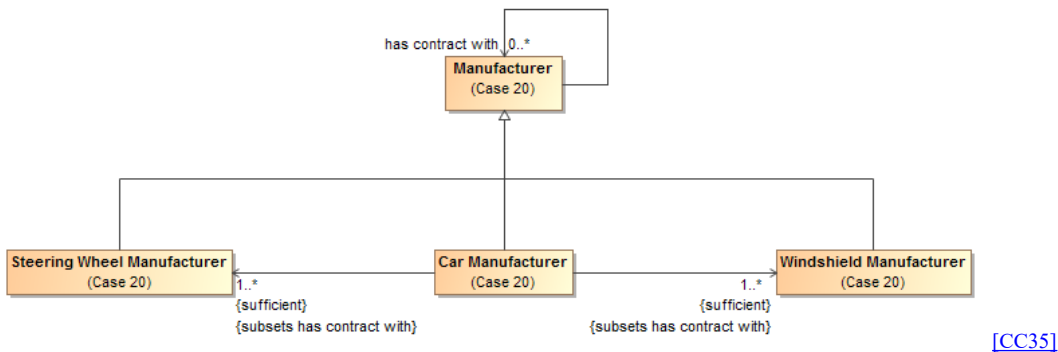 has contract with 0..*
Manufacturer
(Case 20)
Steering Wheel Manufacturer
(Case 20)
Car Manufacturer
(Case 20)
Windshield Manufacturer
(Case 20)
1..*
{sufficient}
{subsets has contract with}
1..*
{sufficient}
{subsets has contract with}
[CC35]